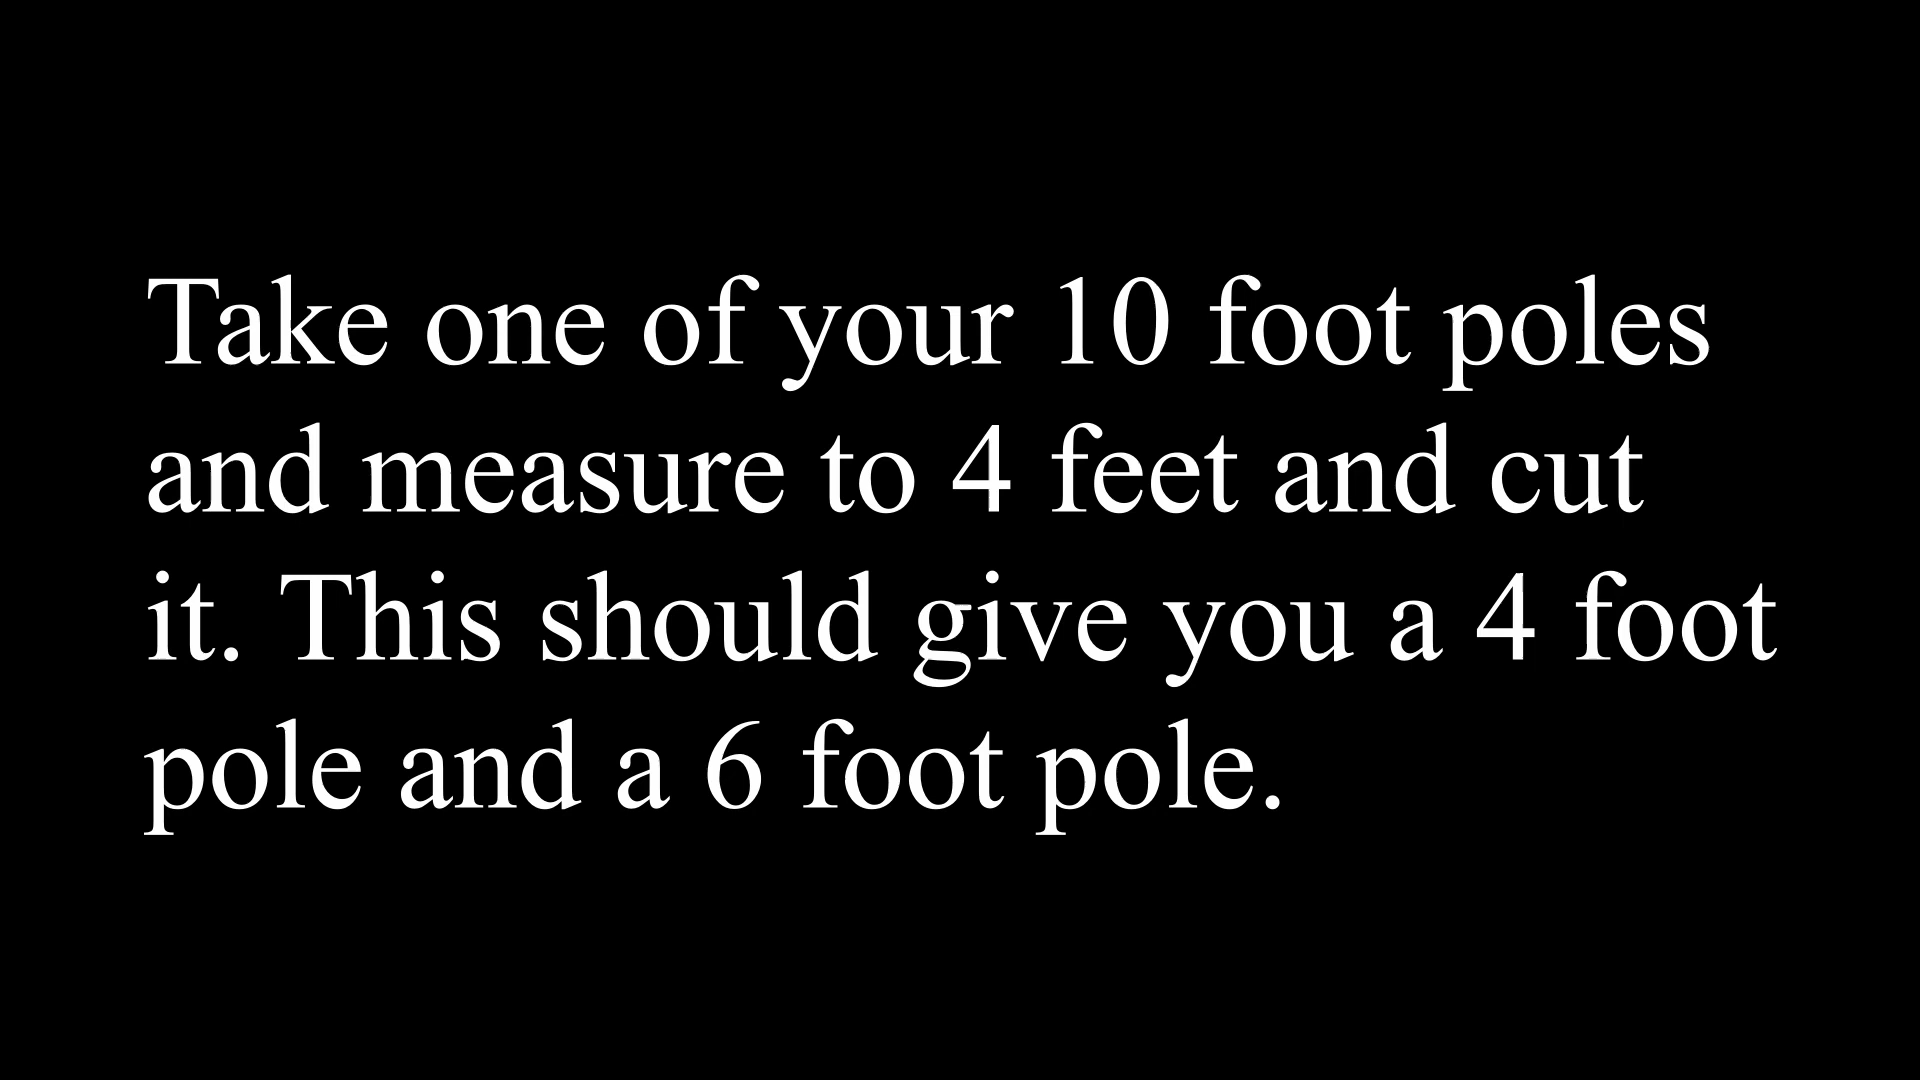 Take one of your 10 foot poles
and measure to 4 feet and cut
it. This should give you a 4 foot
pole and a 6 foot pole.